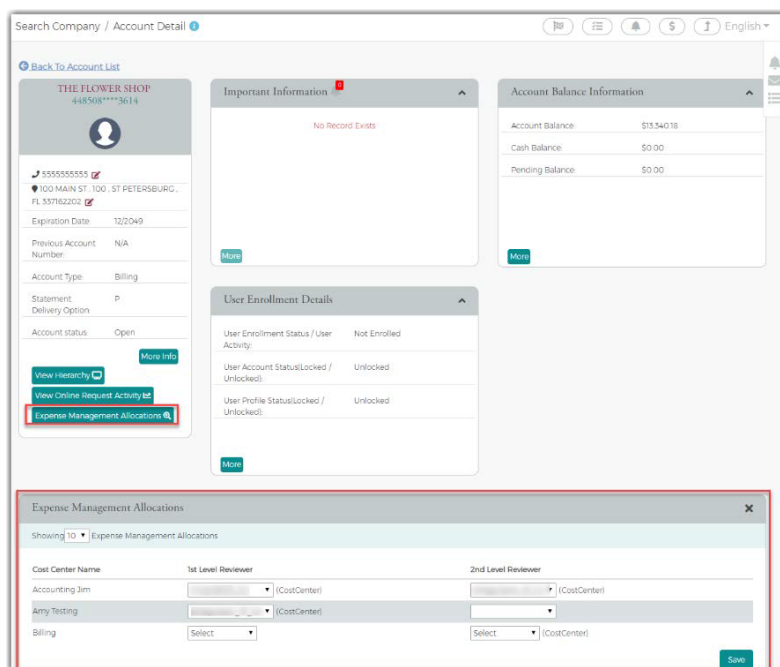 Search Company / Account Detail
English
Back To Account List
THE FLOWER SHOP
448508****3614
5555555555
100 MAIN ST , 100 , ST PETERSBURG ,
FL 337162202
Expiration Date: 12/2049
Previous Account Number: N/A
Account Type: Billing
Statement Delivery Option: P
Account status: Open
More Info
View Hierarchy
View Online Request Activity
Expense Management Allocations
Important Information 0
No Record Exists
More
Account Balance Information
Account Balance: $13,340.18
Cash Balance: $0.00
Pending Balance: $0.00
More
User Enrollment Details
User Enrollment Status / User Activity: Not Enrolled
User Account Status(Locked / Unlocked): Unlocked
User Profile Status(Locked / Unlocked): Unlocked
More
Expense Management Allocations
Showing 10 Expense Management Allocations
Cost Center Name 1st Level Reviewer 2nd Level Reviewer
Accounting Jim (CostCenter) (CostCenter)
Amy Testing (CostCenter)
Billing Select Select (CostCenter)
Save